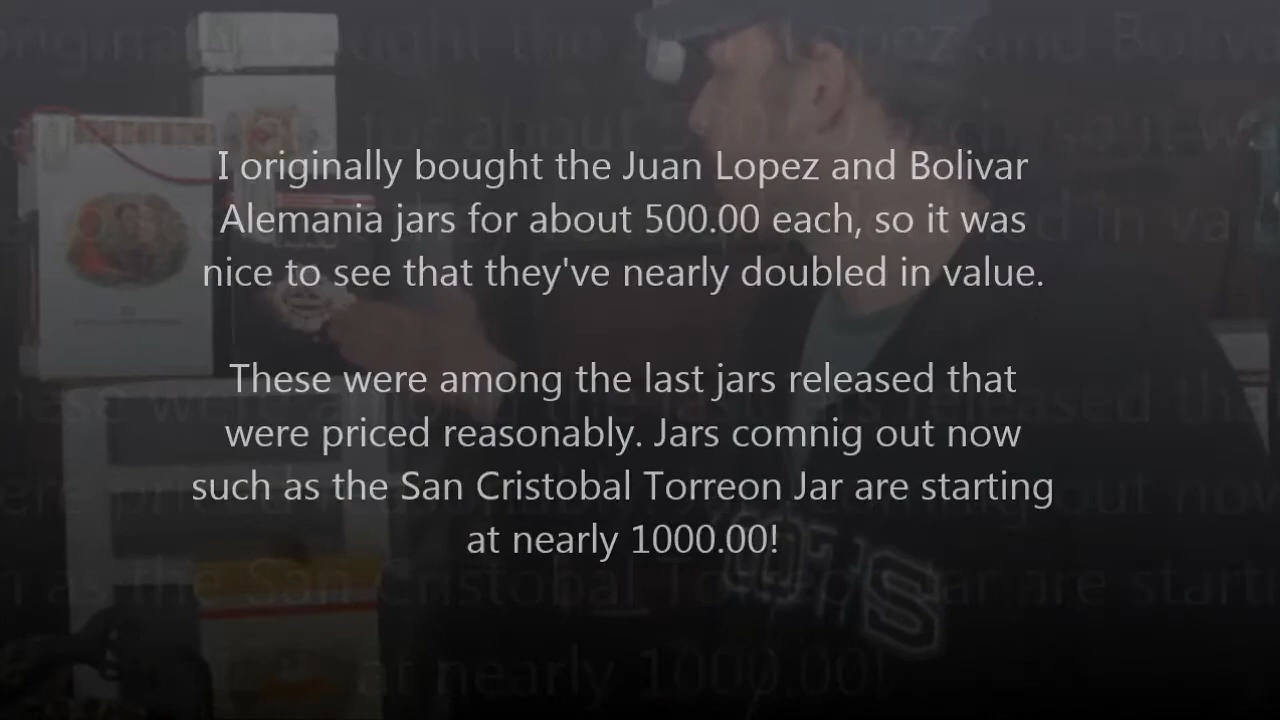 I originally bought the Juan Lopez and Bolivar
Alemania jars for about 500.00 each, so it was
nice to see that they've nearly doubled in value.
These were among the last jars released that
were priced reasonably. Jars comnig out now
such as the San Cristobal Torreon Jar are starting
at nearly 1000.00!